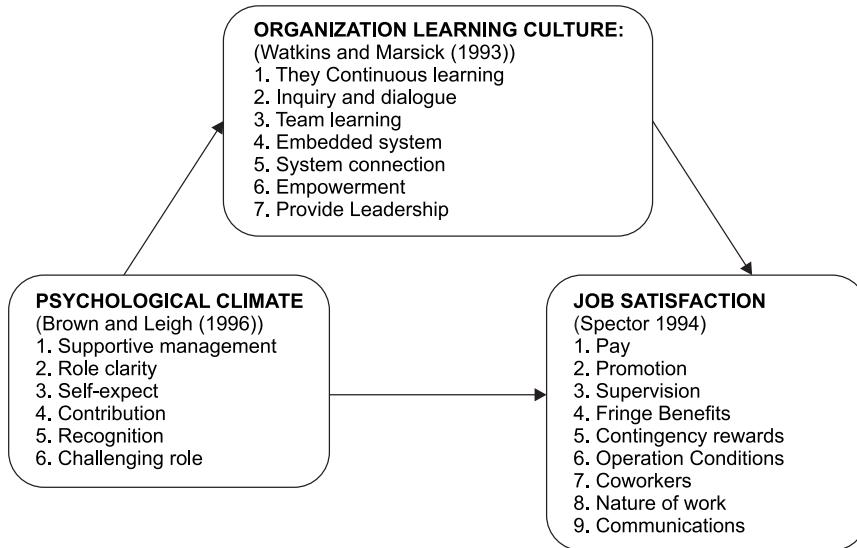 ORGANIZATION LEARNING CULTURE:
(Watkins and Marsick (1993))
1. They Continuous learning
2. Inquiry and dialogue
3. Team learning
4. Embedded system
5. System connection
6. Empowerment
7. Provide Leadership
PSYCHOLOGICAL CLIMATE
(Brown and Leigh (1996))
1. Supportive management
2. Role clarity
3. Self-expect
4. Contribution
5. Recognition
6. Challenging role
JOB SATISFACTION
(Spector 1994)
1. Pay
2. Promotion
3. Supervision
4. Fringe Benefits
5. Contingency rewards
6. Operation Conditions
7. Coworkers
8. Nature of work
9. Communications